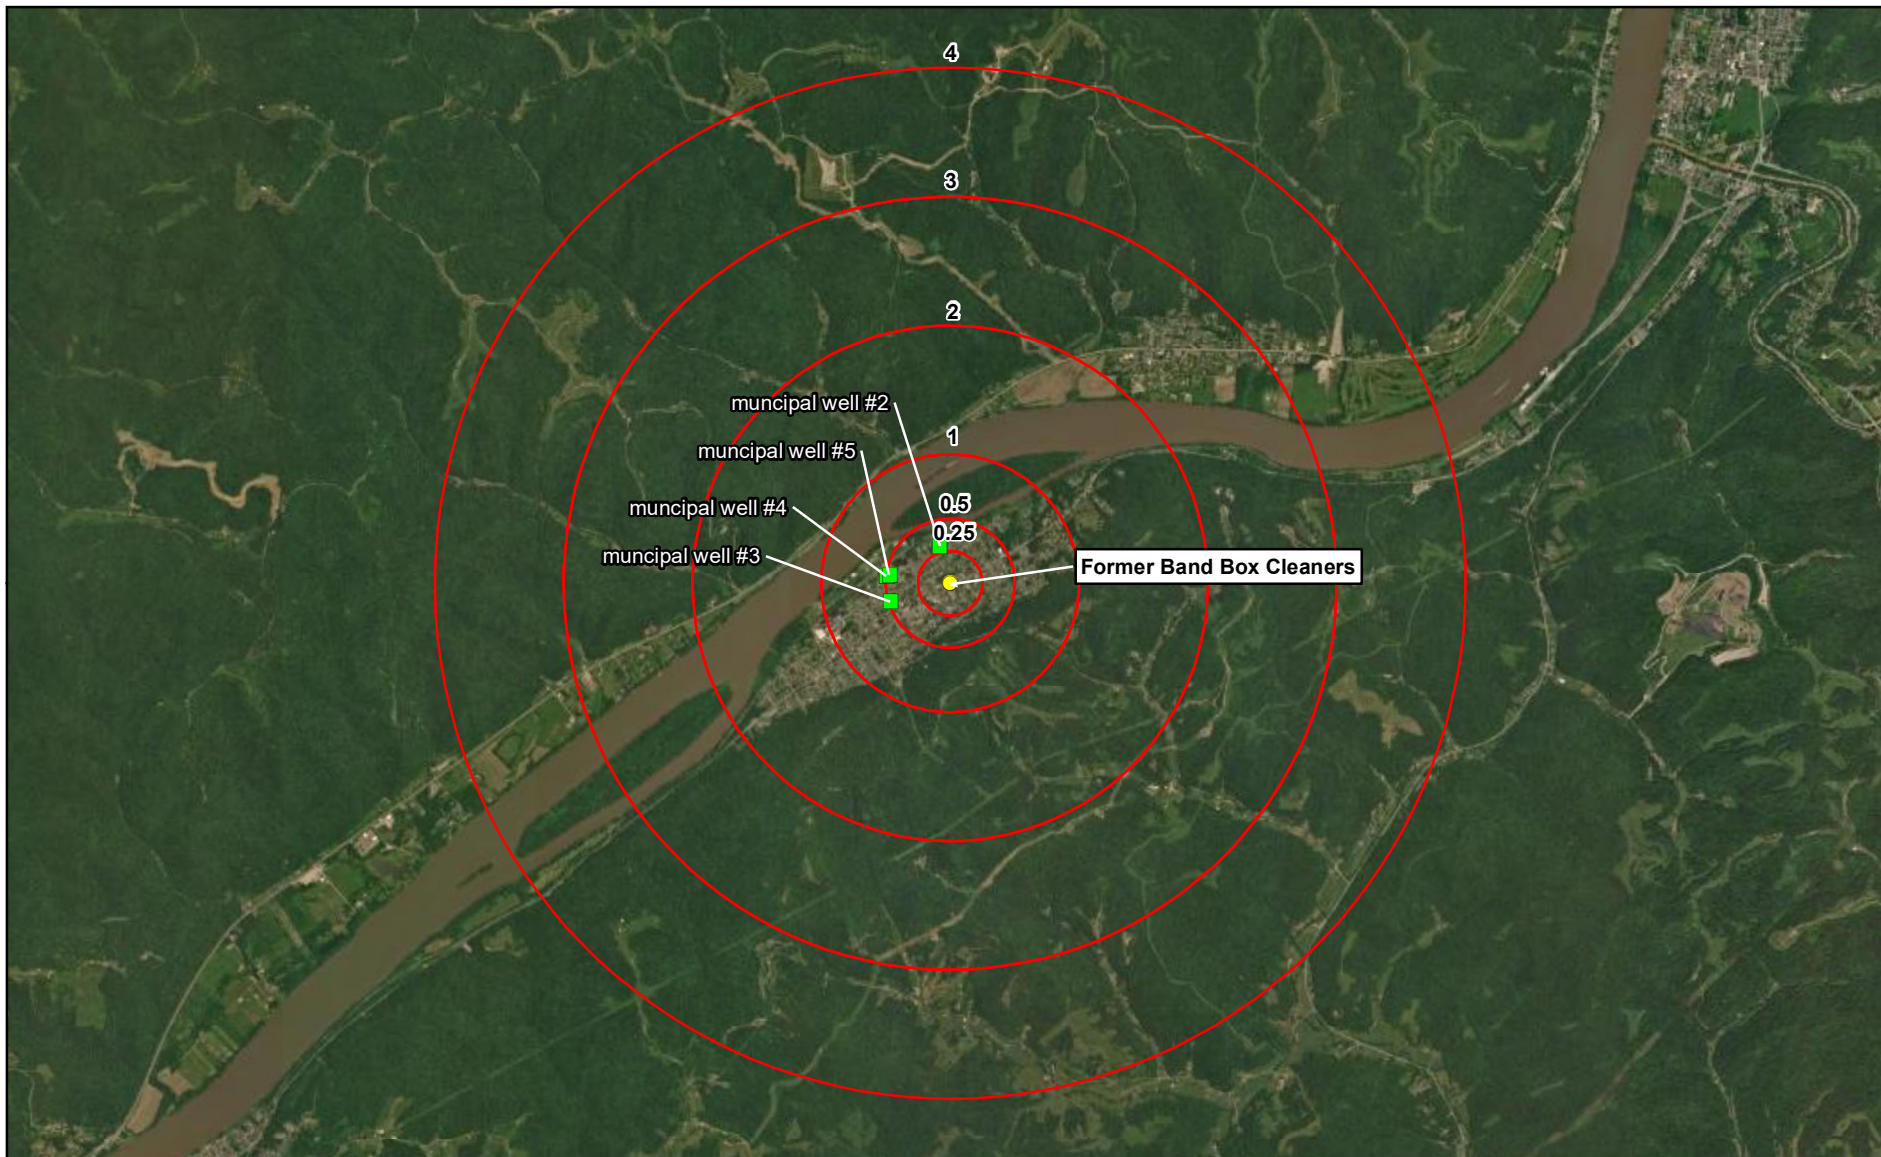 4
3
2
muncipal well #2
1
muncipal well #5
0.5
muncipal well #4
0.25
muncipal well #3
Former Band Box Cleaners